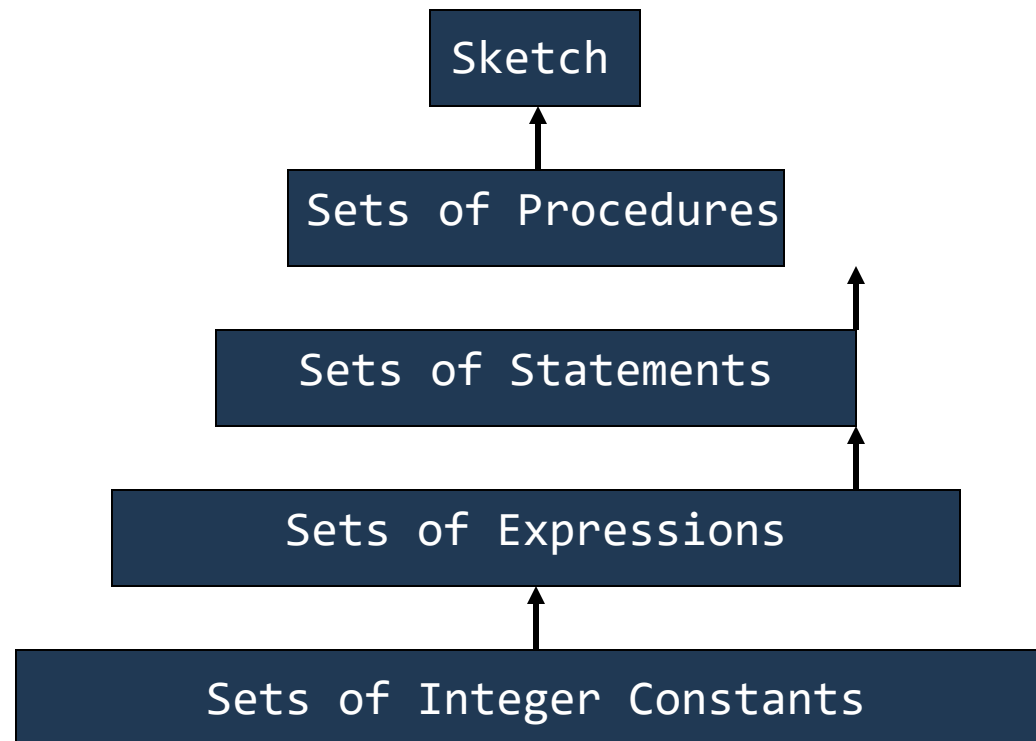 Sketch
Sets of Procedures
Sets of Statements
Sets of Expressions
Sets of Integer Constants